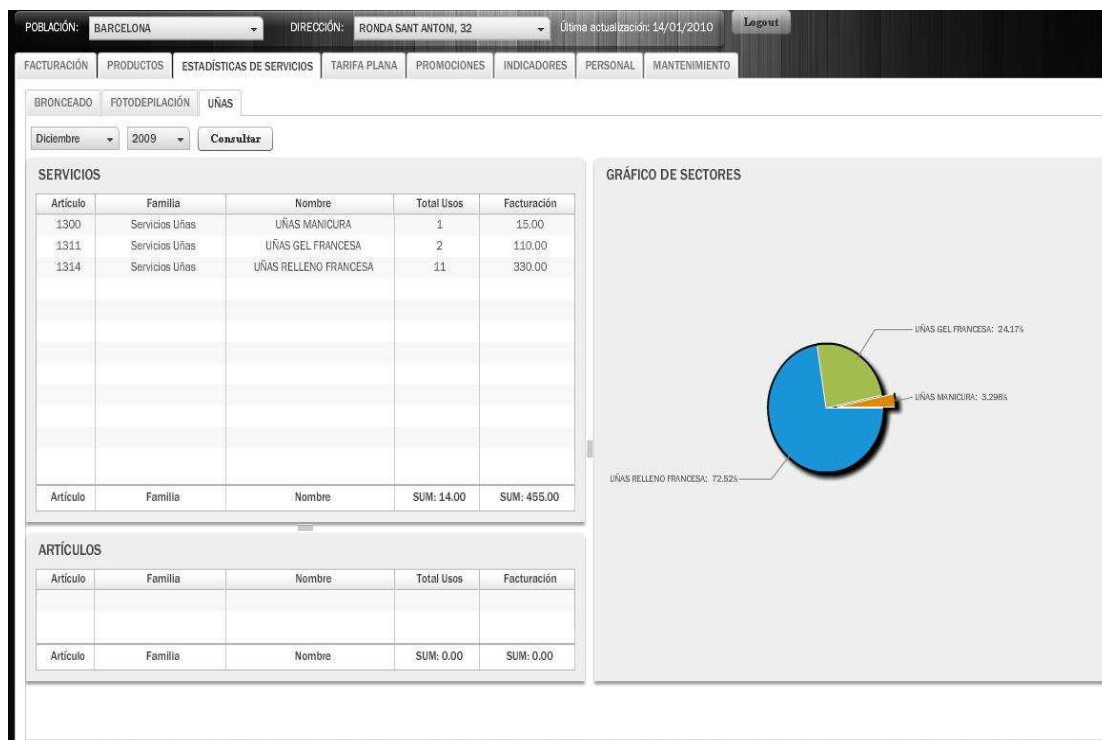 POBLACIÓN: BARCELONA DIRECCIÓN: RONDA SANT ANTONI, 32 Última actualización: 14/01/2010 Logout
FACTURACIÓN PRODUCTOS ESTADÍSTICAS DE SERVICIOS TARIFA PLANA PROMOCIONES INDICADORES PERSONAL MANTENIMIENTO
BRONCEADO FOTODEPILACIÓN UÑAS
Diciembre 2009 Consultar
SERVICIOS
Artículo Familia Nombre Total Usos Facturación
1300 Servicios Uñas UÑAS MANICURA 1 15.00
1311 Servicios Uñas UÑAS GEL FRANCESA 2 110.00
1314 Servicios Uñas UÑAS RELLENO FRANCESA 11 330.00
Artículo Familia Nombre SUM: 14.00 SUM: 455.00
ARTÍCULOS
Artículo Familia Nombre Total Usos Facturación
Artículo Familia Nombre SUM: 0.00 SUM: 0.00
GRÁFICO DE SECTORES
UÑAS GEL FRANCESA: 24.17%
UÑAS MANICURA: 3.296%
UÑAS RELLENO FRANCESA: 72.52%